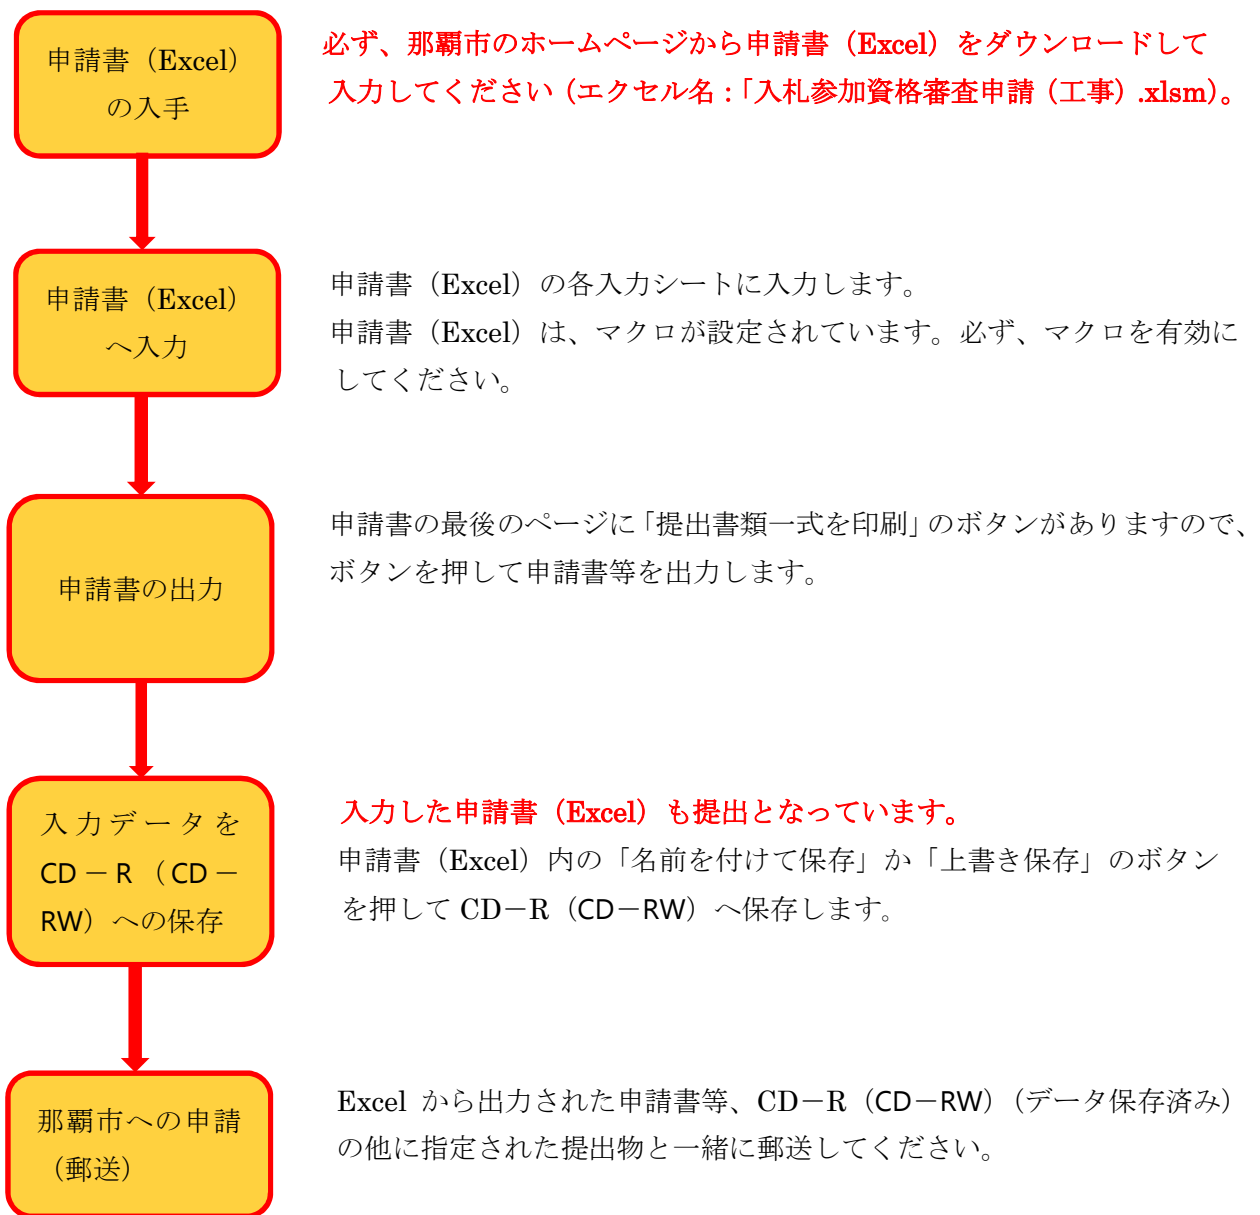 申請書（Excel）
の入手
必ず、那覇市のホームページから申請書（Excel）をダウンロードして
入力してください（エクセル名：「入札参加資格審査申請（工事）.xlsm）。
申請書（Excel）
へ入力
申請書（Excel）の各入力シートに入力します。
申請書（Excel）は、マクロが設定されています。必ず、マクロを有効に
してください。
申請書の出力
申請書の最後のページに「提出書類一式を印刷」のボタンがありますので、
ボタンを押して申請書等を出力します。
入力データを
CD－R（CD－
RW）への保存
入力した申請書（Excel）も提出となっています。
申請書（Excel）内の「名前を付けて保存」か「上書き保存」のボタン
を押して CD－R（CD－RW）へ保存します。
那覇市への申請
（郵送）
Excel から出力された申請書等、CD－R（CD－RW）（データ保存済み）
の他に指定された提出物と一緒に郵送してください。